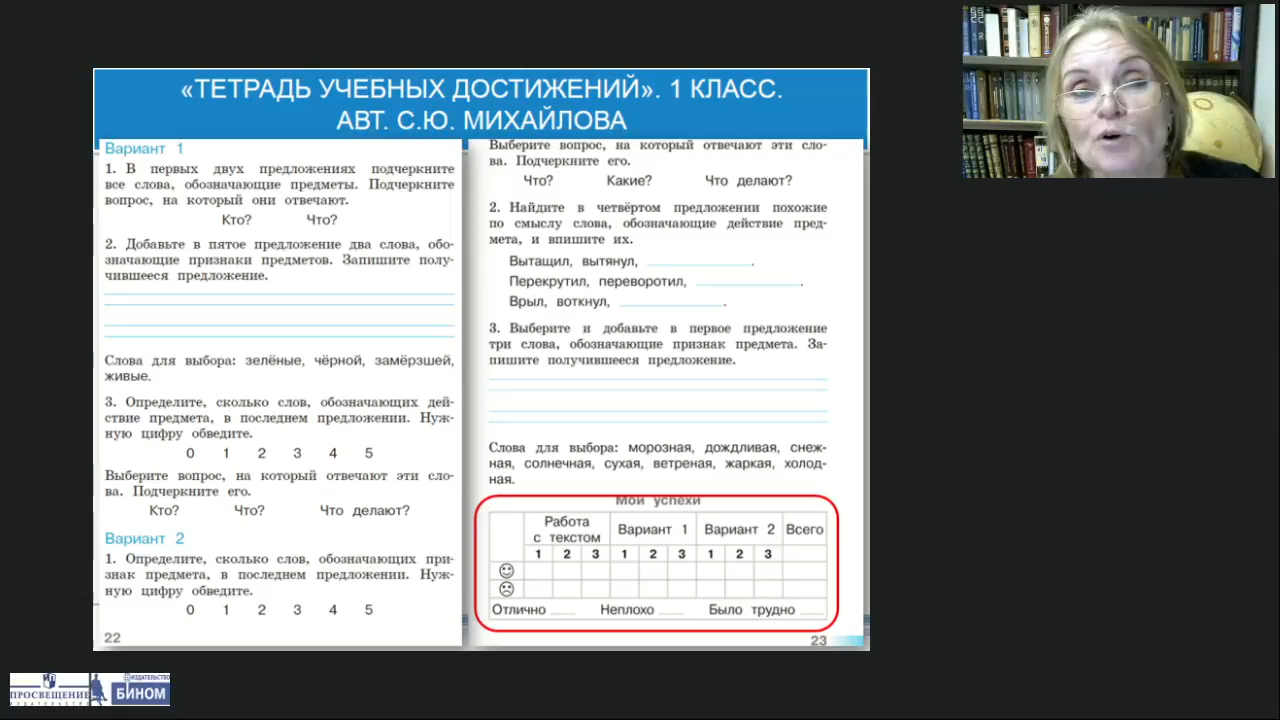 «ТЕТРАДЬ УЧЕБНЫХ ДОСТИЖЕНИЙ». 1 КЛАСС.
АВТ. С.Ю. МИХАЙЛОВА
Вариант 1
1. В первых двух предложениях подчеркните
все слова, обозначающие предметы. Подчеркните
вопрос, на который они отвечают.
Кто? Что?
2. Добавьте в пятое предложение два слова, обо-
значающие признаки предметов. Запишите полу-
чившееся предложение.
Слова для выбора: зелёные, чёрной, замёрзшей,
живые.
3. Определите, сколько слов, обозначающих дей-
ствие предмета, в последнем предложении. Нуж-
ную цифру обведите.
0 1 2 3 4 5
Выберите вопрос, на который отвечают эти сло-
ва. Подчеркните его.
Кто? Что? Что делают?
Вариант 2
1. Определите, сколько слов, обозначающих при-
знак предмета, в последнем предложении. Нуж-
ную цифру обведите.
0 1 2 3 4 5
22
Выберите вопрос, на который отвечают эти сло-
ва. Подчеркните его.
Что? Какие? Что делают?
2. Найдите в четвёртом предложении похожие
по смыслу слова, обозначающие действие пред-
мета, и впишите их.
Вытащил, вытянул, .
Перекрутил, переворотил, .
Врыл, воткнул, .
3. Выберите и добавьте в первое предложение
три слова, обозначающие признак предмета. За-
пишите получившееся предложение.
Слова для выбора: морозная, дождливая, снеж-
ная, солнечная, сухая, ветреная, жаркая, холод-
ная.
Мои успехи
Работа
с текстом Вариант 1 Вариант 2 Всего
1 2 3 1 2 3 1 2 3
Отлично Неплохо Было трудно
23
ПРОСВЕЩЕНИЕ
ИЗДАТЕЛЬСТВО
ИЗДАТЕЛЬСТВО
БИНОМ